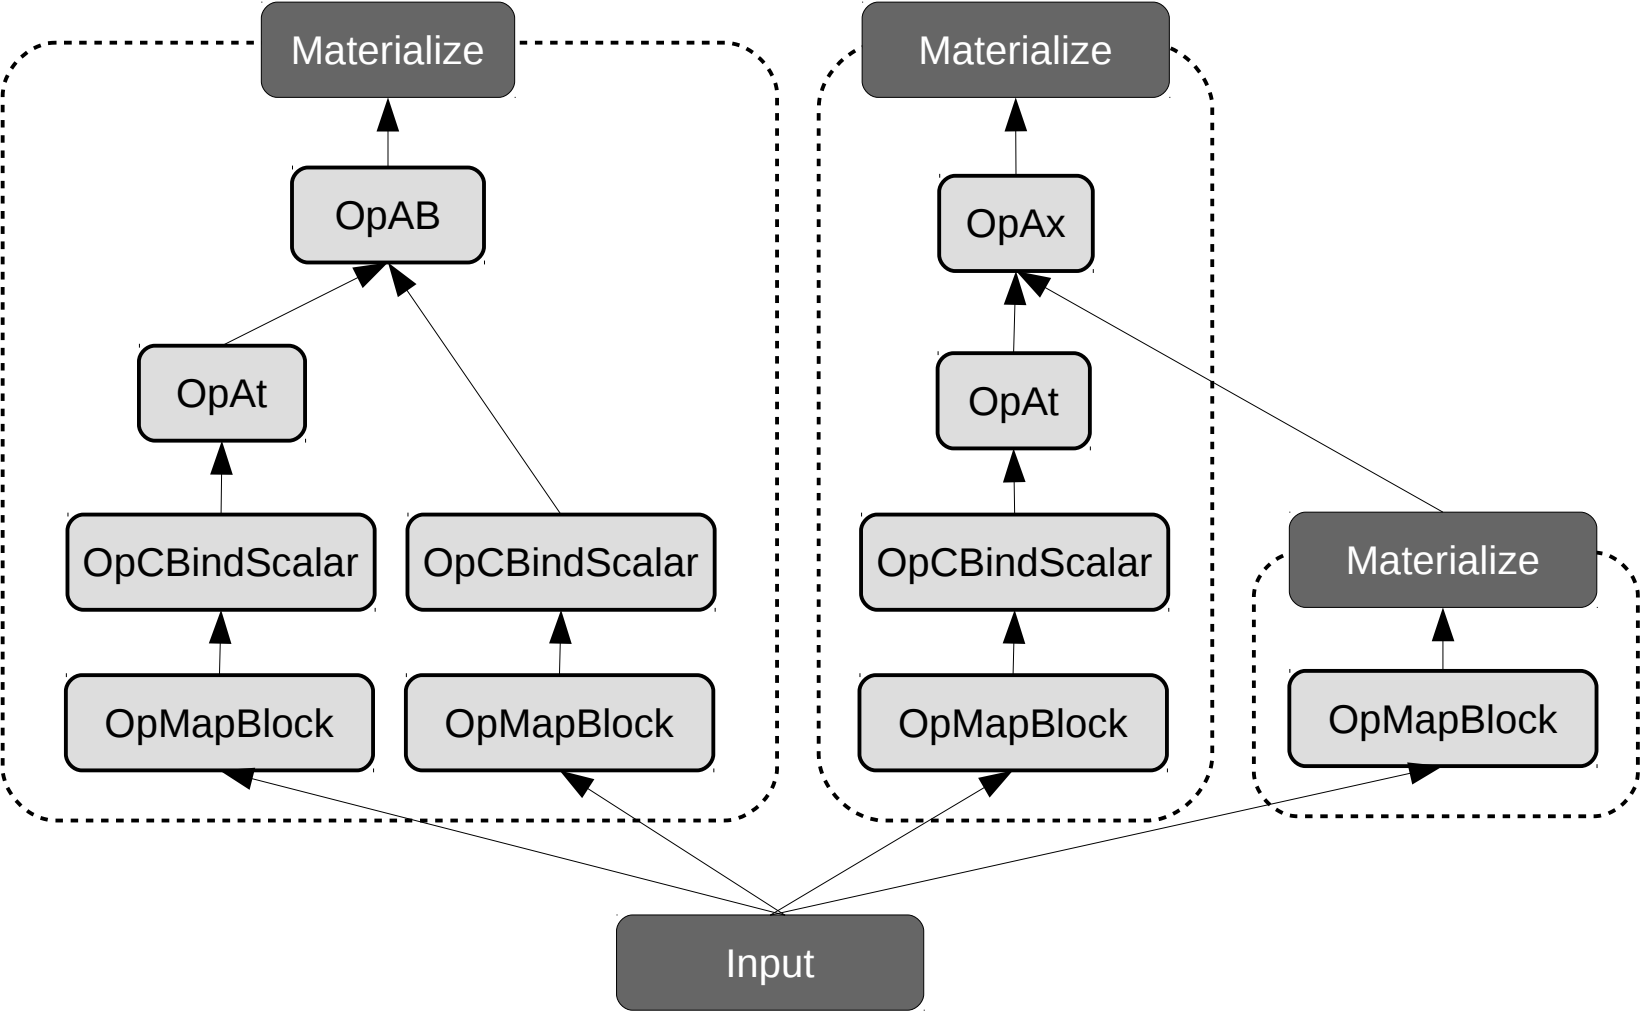 Materialize
Materialize
OpAB
OpAx
OpAt
OpAt
OpCBindScalar
OpCBindScalar
OpCBindScalar
Materialize
OpMapBlock
OpMapBlock
OpMapBlock
OpMapBlock
Input